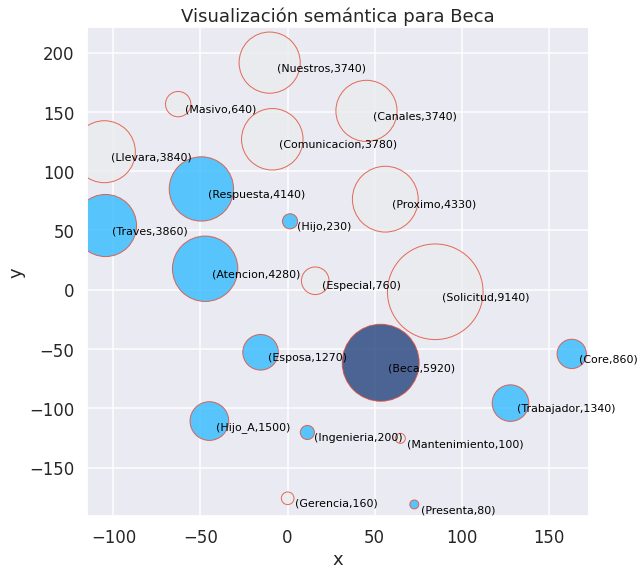 Visualización semántica para Beca
200
150
100
50
0
−50
−100
−150
y
(Nuestros,3740)
(Masivo,640)
(Canales,3740)
(Comunicacion,3780)
(Llevara,3840)
(Respuesta,4140)
(Proximo,4330)
(Hijo,230)
(Traves,3860)
(Atencion,4280)
(Especial,760)
(Solicitud,9140)
(Esposa,1270)
(Core,860)
(Beca,5920)
(Trabajador,1340)
(Hijo_A,1500)
(Ingenieria,200)
(Mantenimiento,100)
(Gerencia,160)
(Presenta,80)
−100 −50 0 50 100 150
x